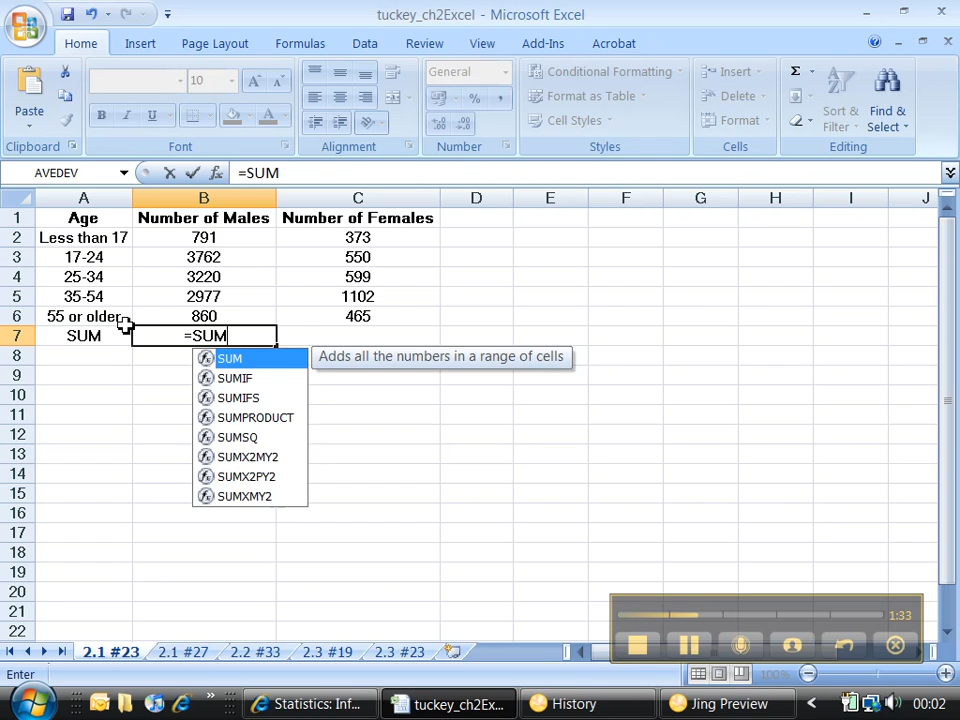 tuckey_ch2Excel - Microsoft Excel
Home Insert Page Layout Formulas Data Review View Add-Ins Acrobat
Paste
10
General
Conditional Formatting
Format as Table
Cell Styles
Insert
Delete
Format
Sort & Filter
Find & Select
Clipboard Font Alignment Number Styles Cells Editing
AVEDEV =SUM
A B C D E F G H I J
1 Age Number of Males Number of Females
2 Less than 17 791 373
3 17-24 3762 550
4 25-34 3220 599
5 35-54 2977 1102
6 55 or older 860 465
7 SUM =SUM
8 SUM Adds all the numbers in a range of cells
9 SUMIF
10 SUMIFS
11 SUMPRODUCT
12 SUMSQ
13 SUMX2MY2
14 SUMX2PY2
15 SUMXMY2
16
17
18
19
20
21
22
1:33
2.1 #23 2.1 #27 2.2 #33 2.3 #19 2.3 #23
Enter 100%
Statistics: Inf... tuckey_ch2Ex... History Jing Preview 00:02